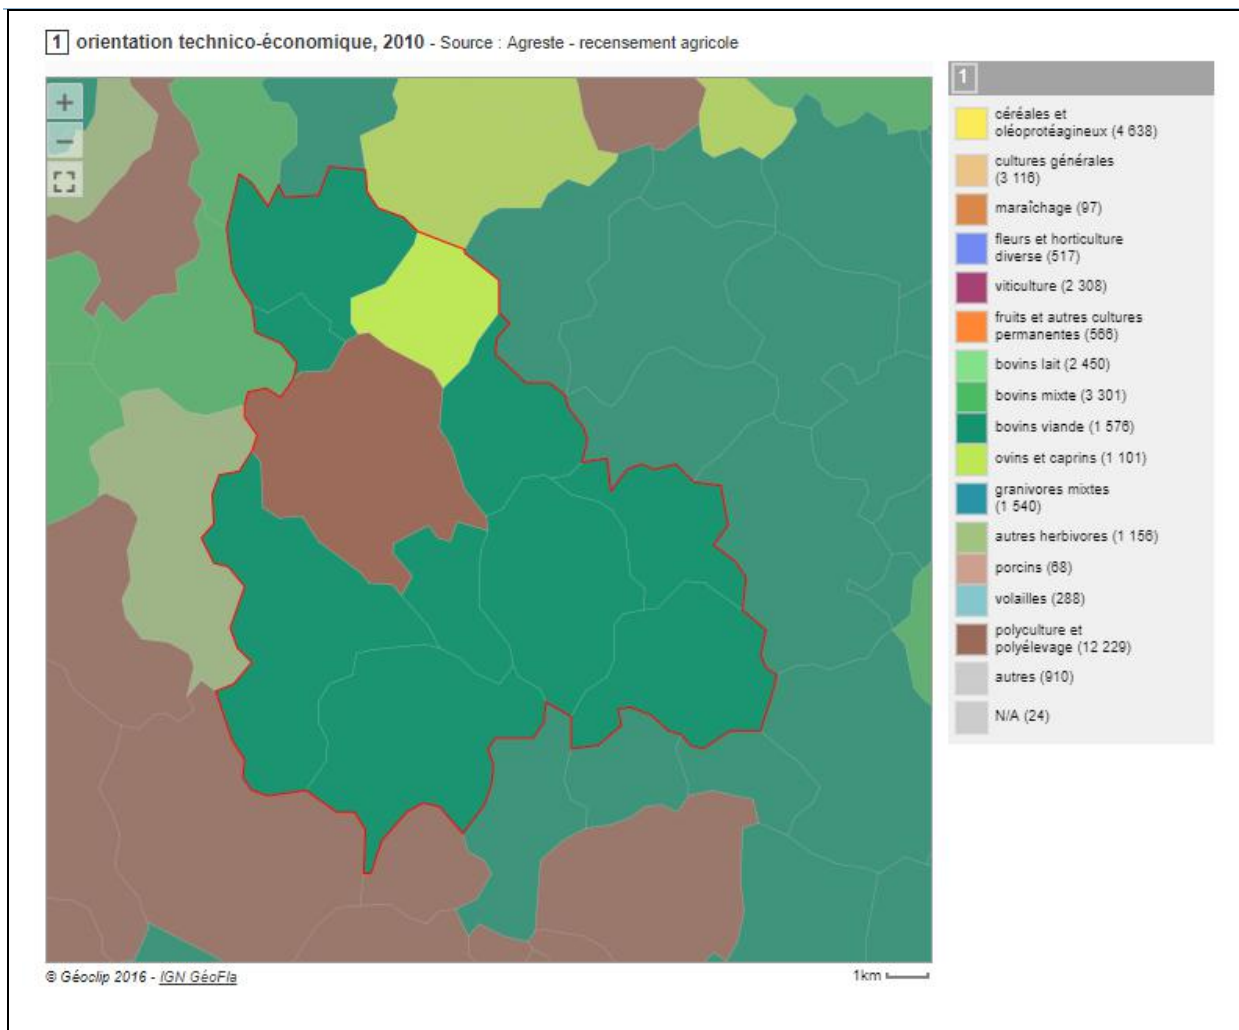 1 orientation technico-économique, 2010 - Source : Agreste - recensement agricole
1
céréales et
oléoprotéagineux (4 638)
cultures générales
(3 116)
maraîchage (97)
fleurs et horticulture
diverse (517)
viticulture (2 308)
fruits et autres cultures
permanentes (566)
bovins lait (2 450)
bovins mixte (3 301)
bovins viande (1 576)
ovins et caprins (1 101)
granivores mixtes
(1 540)
autres herbivores (1 156)
porcins (68)
volailles (288)
polyculture et
polyélevage (12 229)
autres (910)
N/A (24)
© Géoclip 2016 - IGN GéoFla
1km